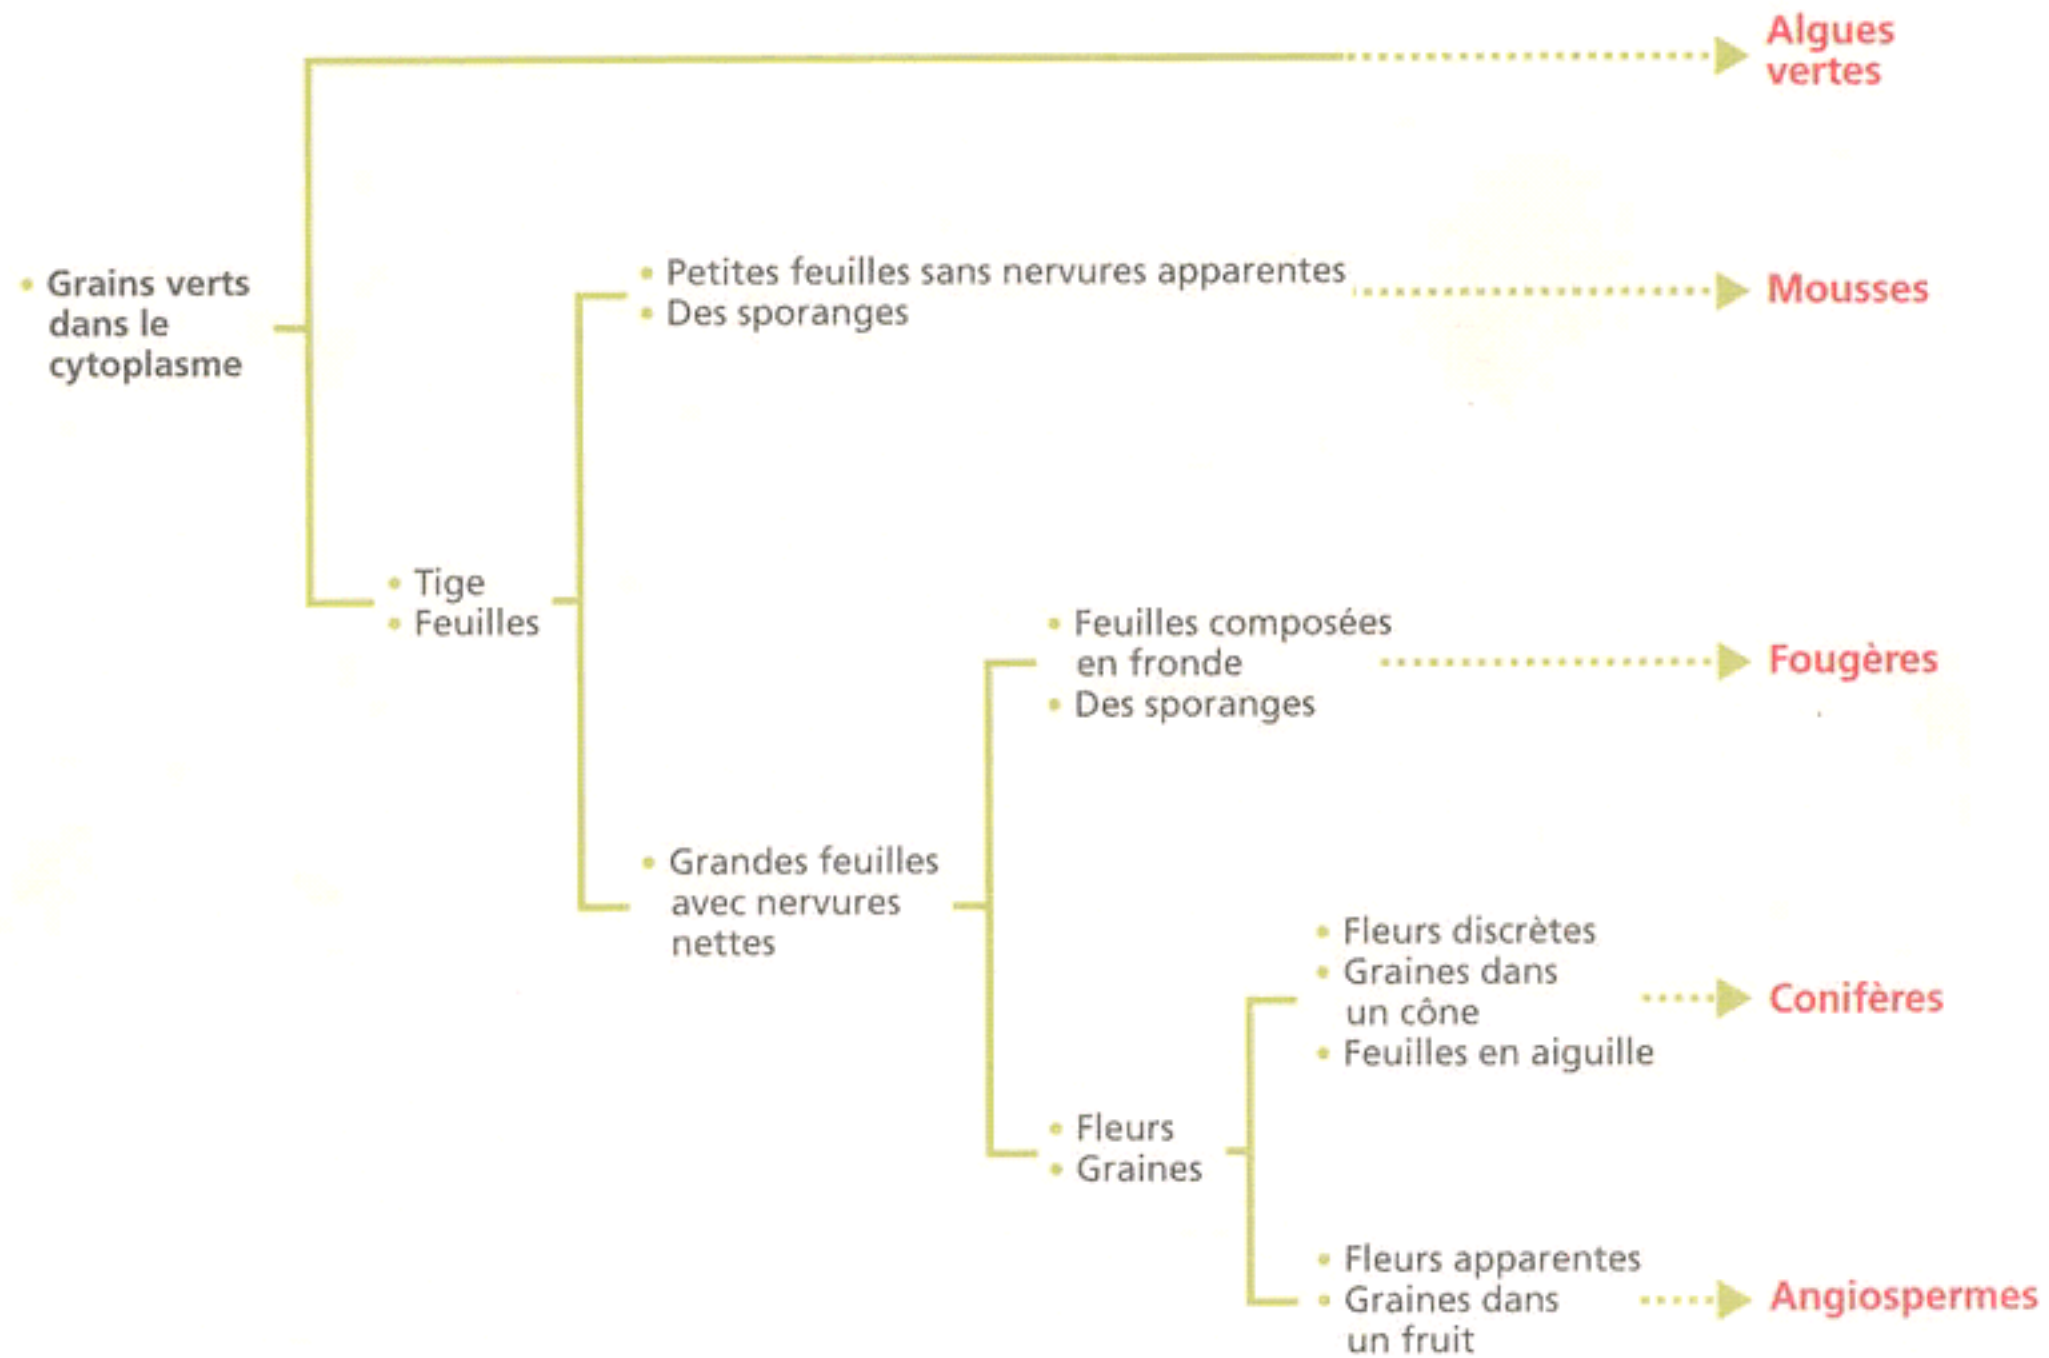 Algues
vertes
• Grains verts
dans le
cytoplasme
• Petites feuilles sans nervures apparentes
• Des sporanges
Mousses
• Tige
• Feuilles
• Feuilles composées
en fronde
• Des sporanges
Fougères
• Grandes feuilles
avec nervures
nettes
• Fleurs discrètes
• Graines dans
un cône
• Feuilles en aiguille
Conifères
• Fleurs
• Graines
• Fleurs apparentes
• Graines dans
un fruit
Angiospermes